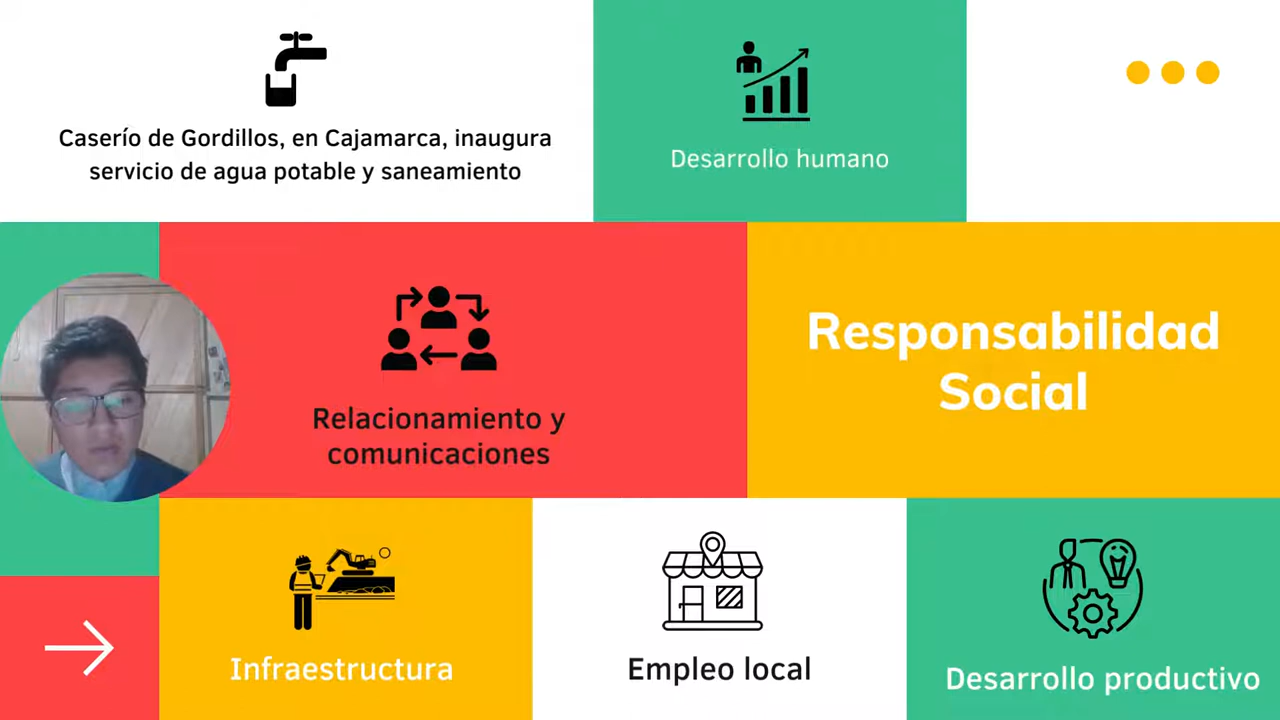 Caserío de Gordillos, en Cajamarca, inaugura
servicio de agua potable y saneamiento
Desarrollo humano
Relacionamiento y
comunicaciones
Responsabilidad
Social
Infraestructura
Empleo local
Desarrollo productivo